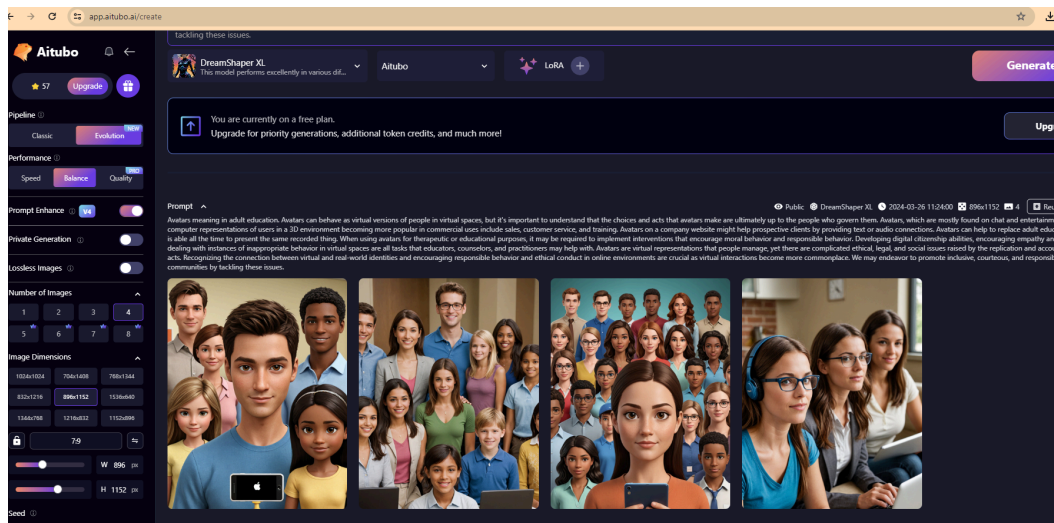 app.aitubo.ai/create
Aitubo
57
Upgrade
Pipeline
Classic
Evolution
NEW
Performance
Speed
Balance
Quality
PRO
Prompt Enhance
V4
Private Generation
Lossless Images
Number of Images
1 2 3 4
5 6 7 8
Image Dimensions
1024x1024 704x1408 768x1344
832x1216 896x1152 1536x640
1344x768 1216x832 1152x896
7:9
W 896 px
H 1152 px
Seed
tackling these issues.
DreamShaper XL
This model performs excellently in various dif...
Aitubo
LoRA
Generate
You are currently on a free plan.
Upgrade for priority generations, additional token credits, and much more!
Upg
Prompt
Public DreamShaper XL 2024-03-26 11:24:00 896x1152 4
Avatars meaning in adult education. Avatars can behave as virtual versions of people in virtual spaces, but it's important to understand that the choices and acts that avatars make are ultimately up to the people who govern them. Avatars, which are mostly found on chat and
computer representations of users in a 3D environment becoming more popular in commercial uses include sales, customer service, and training. Avatars on a company website might help prospective clients by providing text or audio connections. Avatars can help to replace adult
is able all the time to present the same recorded thing. When using avatars for therapeutic or educational purposes, it may be required to implement interventions that encourage moral behavior and responsible behavior. Developing digital citizenship abilities, encouraging empathy
dealing with instances of inappropriate behavior in virtual spaces are all tasks that educators, counselors, and practitioners may help with. Avatars are virtual representations that people manage, yet there are complicated ethical, legal, and social issues raised by the replication and
acts. Recognizing the connection between virtual and real-world identities and encouraging responsible behavior and ethical conduct in online environments are crucial as virtual interactions become more commonplace. We may endeavor to promote inclusive, courteous, and
communities by tackling these issues.